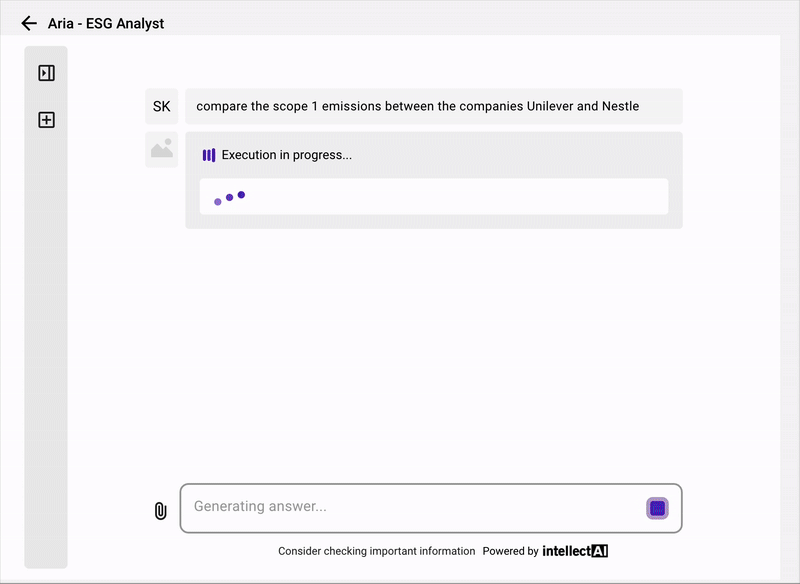 Aria - ESG Analyst
SK
compare the scope 1 emissions between the companies Unilever and Nestle
Execution in progress...
Generating answer...
Consider checking important information Powered by intellectAI